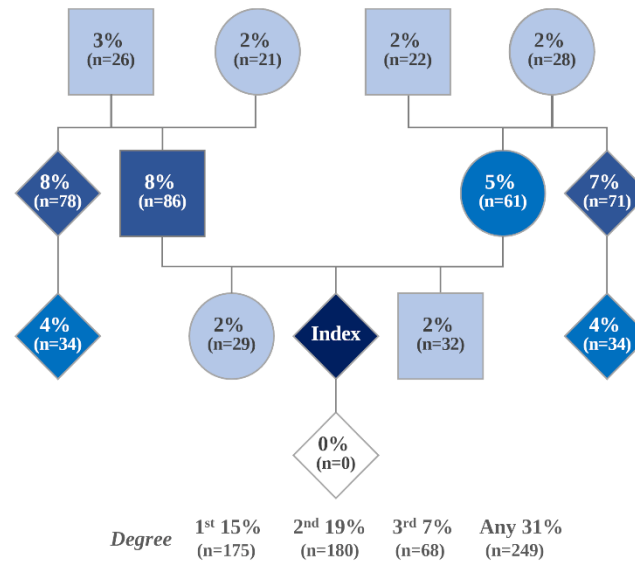 3%
(n=26)
2%
(n=21)
2%
(n=22)
2%
(n=28)
8%
(n=78)
8%
(n=86)
5%
(n=61)
7%
(n=71)
4%
(n=34)
2%
(n=29)
Index
2%
(n=32)
4%
(n=34)
0%
(n=0)
Degree 1st 15% 2nd 19% 3rd 7% Any 31%
(n=175) (n=180) (n=68) (n=249)